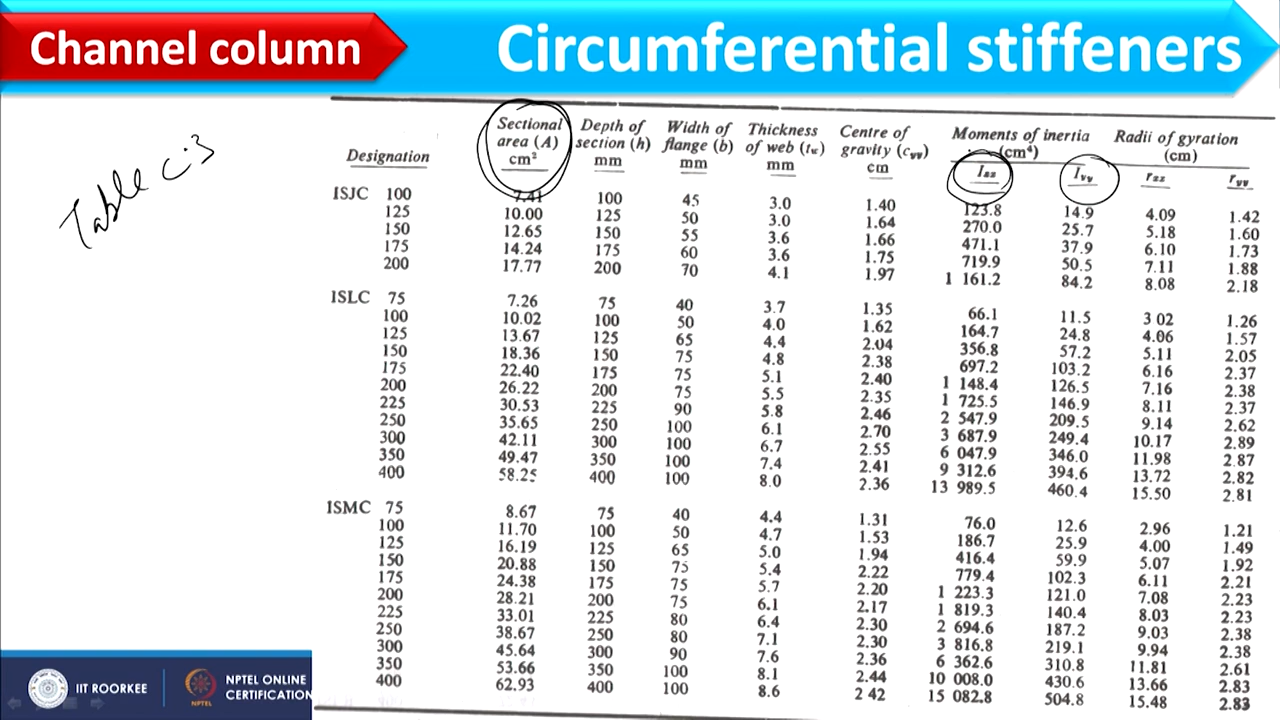 Channel column
Circumferential stiffeners
Table C.3
Designation Sectional area (A) cm² Depth of section (h) mm Width of flange (b) mm Thickness of web (tw) mm Centre of gravity (cyy) cm Moments of inertia (cm⁴) Radii of gyration (cm)
Ixx Iyy rxx ryy
ISJC 100 7.41 100 45 3.0 1.40 123.8 14.9 4.09 1.42
125 10.00 125 50 3.0 1.64 270.0 25.7 5.18 1.60
150 12.65 150 55 3.6 1.66 471.1 37.9 6.10 1.73
175 14.24 175 60 3.6 1.75 719.9 50.5 7.11 1.88
200 17.77 200 70 4.1 1.97 1 161.2 84.2 8.08 2.18
ISLC 75 7.26 75 40 3.7 1.35 66.1 11.5 3 02 1.26
100 10.02 100 50 4.0 1.62 164.7 24.8 4.06 1.57
125 13.67 125 65 4.4 2.04 356.8 57.2 5.11 2.05
150 18.36 150 75 4.8 2.38 697.2 103.2 6.16 2.37
175 22.40 175 75 5.1 2.40 1 148.4 126.5 7.16 2.38
200 26.22 200 75 5.5 2.35 1 725.5 146.9 8.11 2.37
225 30.53 225 90 5.8 2.46 2 547.9 209.5 9.14 2.62
250 35.65 250 100 6.1 2.70 3 687.9 249.4 10.17 2.89
300 42.11 300 100 6.7 2.55 6 047.9 346.0 11.98 2.87
350 49.47 350 100 7.4 2.41 9 312.6 394.6 13.72 2.82
400 58.25 400 100 8.0 2.36 13 989.5 460.4 15.50 2.81
ISMC 75 8.67 75 40 4.4 1.31 76.0 12.6 2.96 1.21
100 11.70 100 50 4.7 1.53 186.7 25.9 4.00 1.49
125 16.19 125 65 5.0 1.94 416.4 59.9 5.07 1.92
150 20.88 150 75 5.4 2.22 779.4 102.3 6.11 2.21
175 24.38 175 75 5.7 2.20 1 223.3 121.0 7.08 2.23
200 28.21 200 75 6.1 2.17 1 819.3 140.4 8.03 2.23
225 33.01 225 80 6.4 2.30 2 694.6 187.2 9.03 2.38
250 38.67 250 80 7.1 2.30 3 816.8 219.1 9.94 2.38
300 45.64 300 90 7.6 2.36 6 362.6 310.8 11.81 2.61
350 53.66 350 100 8.1 2.44 10 008.0 430.6 13.66 2.83
400 62.93 400 100 8.6 2 42 15 082.8 504.8 15.48 2.83
IIT ROORKEE
NPTEL
NPTEL ONLINE
CERTIFICATION